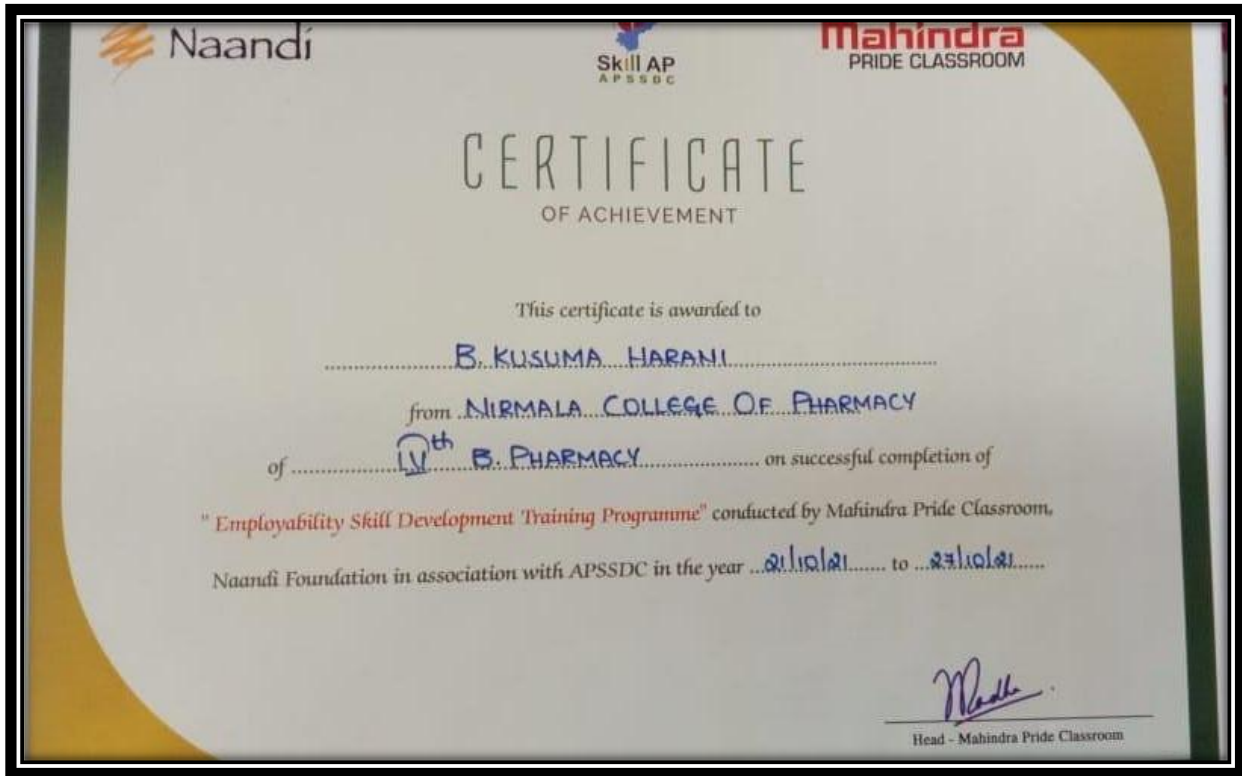 Naandi
Skill AP
APSSDC
Mahindra
PRIDE CLASSROOM
CERTIFICATE
OF ACHIEVEMENT
This certificate is awarded to
B. KUSUMA HARANI
from NIRMALA COLLEGE OF PHARMACY
of IVth B. PHARMACY on successful completion of
"Employability Skill Development Training Programme" conducted by Mahindra Pride Classroom,
Naandi Foundation in association with APSSDC in the year 21/10/21 to 27/10/21
Head - Mahindra Pride Classroom